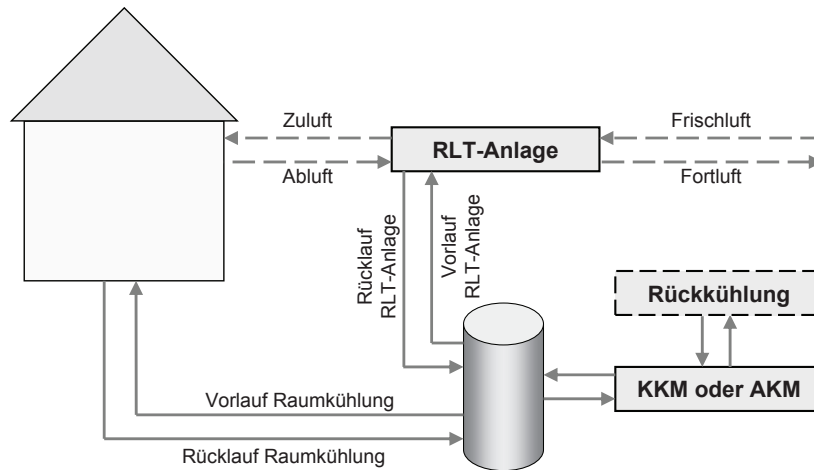 Zuluft
Frischluft
RLT-Anlage
Abluft
Fortluft
Rücklauf
RLT-Anlage
Vorlauf
RLT-Anlage
Rückkühlung
KKM oder AKM
Vorlauf Raumkühlung
Rücklauf Raumkühlung